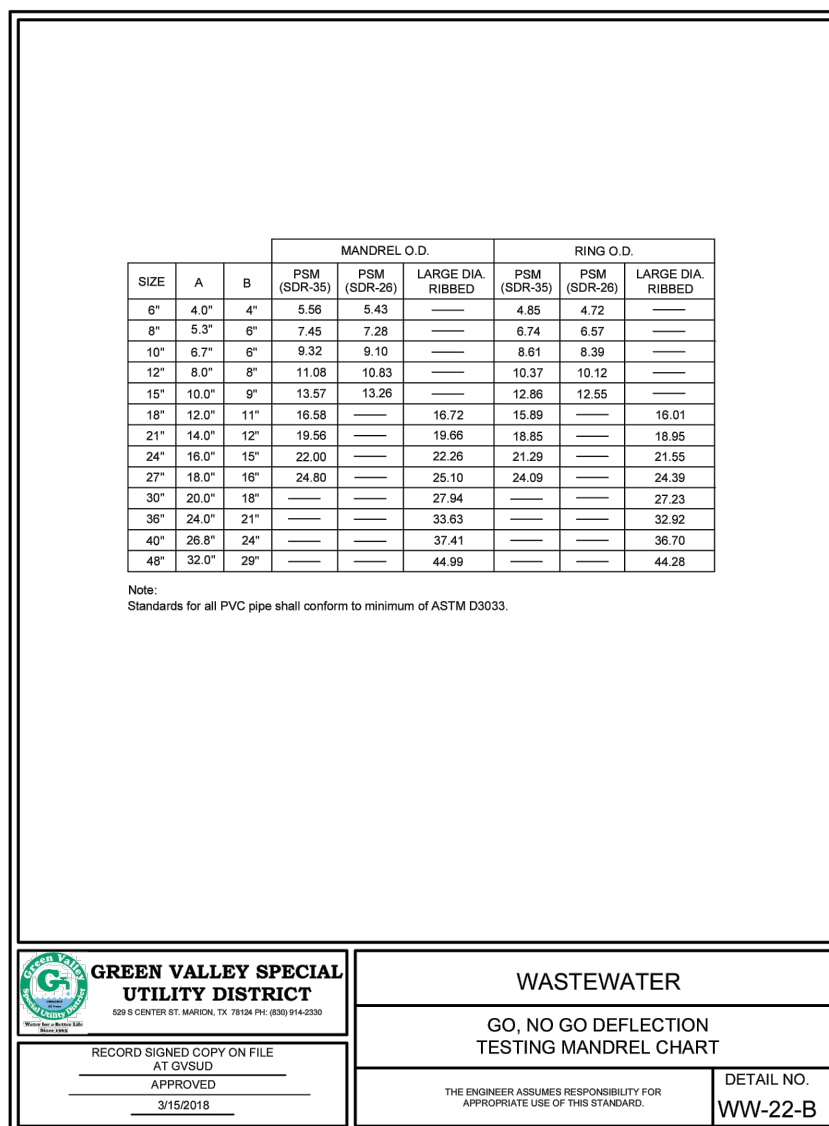 MANDREL O.D. RING O.D.
SIZE A B PSM (SDR-35) PSM (SDR-26) LARGE DIA. RIBBED PSM (SDR-35) PSM (SDR-26) LARGE DIA. RIBBED
6" 4.0" 4" 5.56 5.43 —— 4.85 4.72 ——
8" 5.3" 6" 7.45 7.28 —— 6.74 6.57 ——
10" 6.7" 6" 9.32 9.10 —— 8.61 8.39 ——
12" 8.0" 8" 11.08 10.83 —— 10.37 10.12 ——
15" 10.0" 9" 13.57 13.26 —— 12.86 12.55 ——
18" 12.0" 11" 16.58 —— 16.72 15.89 —— 16.01
21" 14.0" 12" 19.56 —— 19.66 18.85 —— 18.95
24" 16.0" 15" 22.00 —— 22.26 21.29 —— 21.55
27" 18.0" 16" 24.80 —— 25.10 24.09 —— 24.39
30" 20.0" 18" —— —— 27.94 —— —— 27.23
36" 24.0" 21" —— —— 33.63 —— —— 32.92
40" 26.8" 24" —— —— 37.41 —— —— 36.70
48" 32.0" 29" —— —— 44.99 —— —— 44.28
Note:
Standards for all PVC pipe shall conform to minimum of ASTM D3033.
Green Valley
Special Utility District
Water for a Better Life
Since 1965
GREEN VALLEY SPECIAL
UTILITY DISTRICT
529 S CENTER ST. MARION, TX 78124 PH: (830) 914-2330
RECORD SIGNED COPY ON FILE
AT GVSUD
APPROVED
3/15/2018
WASTEWATER
GO, NO GO DEFLECTION
TESTING MANDREL CHART
THE ENGINEER ASSUMES RESPONSIBILITY FOR
APPROPRIATE USE OF THIS STANDARD.
DETAIL NO.
WW-22-B